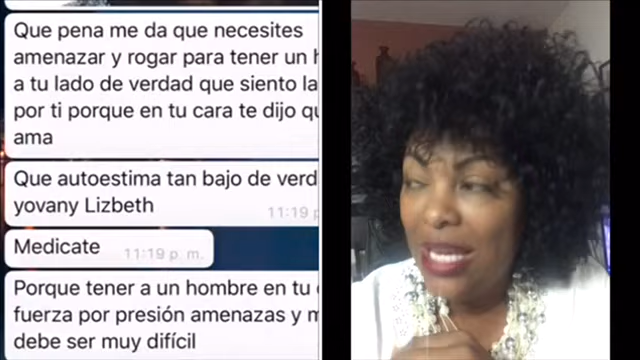 Que pena me da que necesites
amenazar y rogar para tener un
a tu lado de verdad que siento
por ti porque en tu cara te dijo
ama
Que autoestima tan bajo de
yovany Lizbeth
11:19
Medicate
11:19 p. m.
Porque tener a un hombre en tu
fuerza por presión amenazas y
debe ser muy difícil